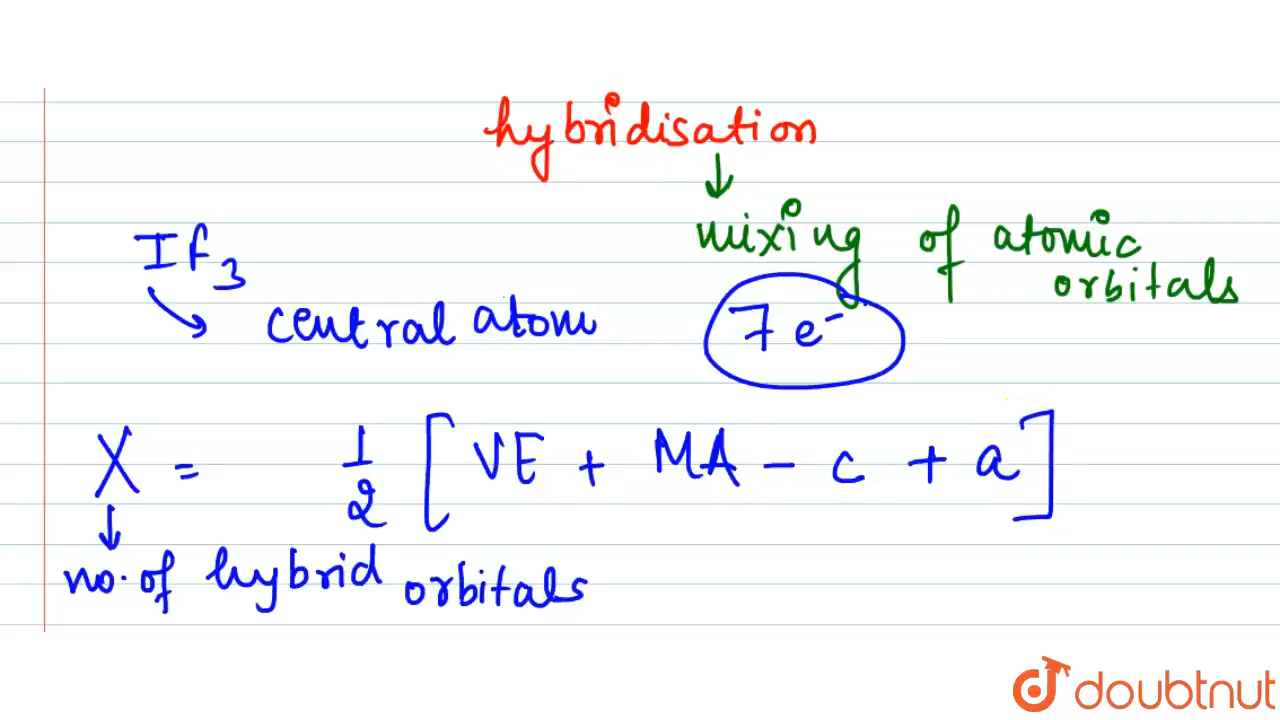 hybridisation
↓
mixing of atomic
orbitals
If3
central atom
7 e⁻
X = 1/2 [VE + MA - c + a]
↓
no. of hybrid orbitals
doubtnut